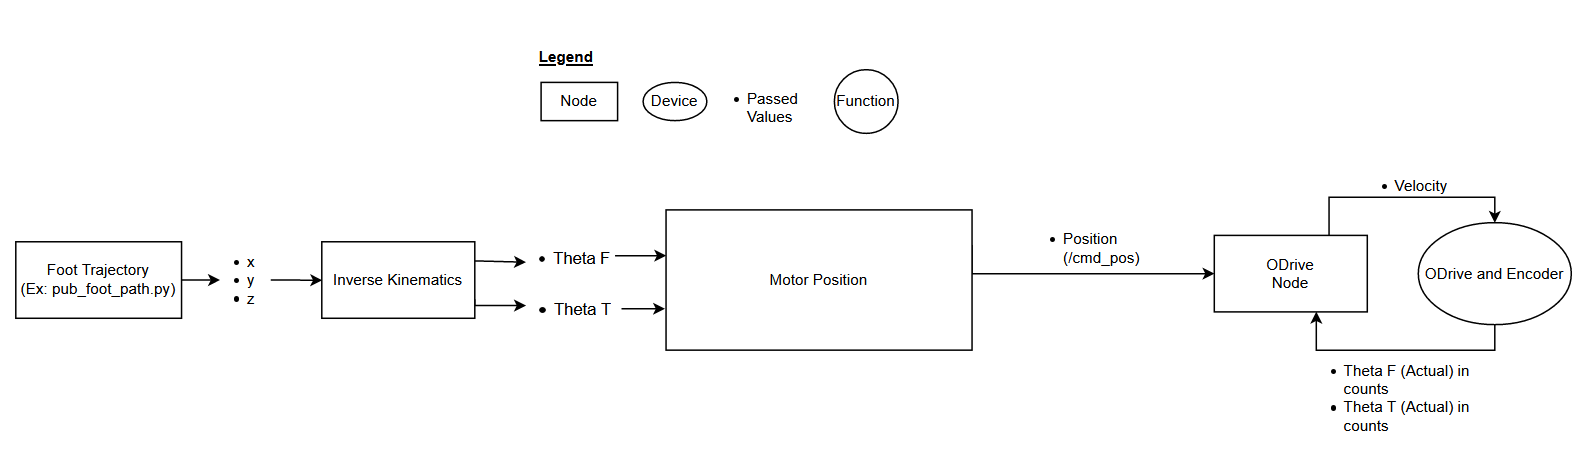 Legend
Node
Device
• Passed
Values
Function
Foot Trajectory
(Ex: pub_foot_path.py)
• x
• y
• z
Inverse Kinematics
• Theta F
• Theta T
Motor Position
• Position
(/cmd_pos)
ODrive
Node
• Velocity
ODrive and Encoder
• Theta F (Actual) in
counts
• Theta T (Actual) in
counts